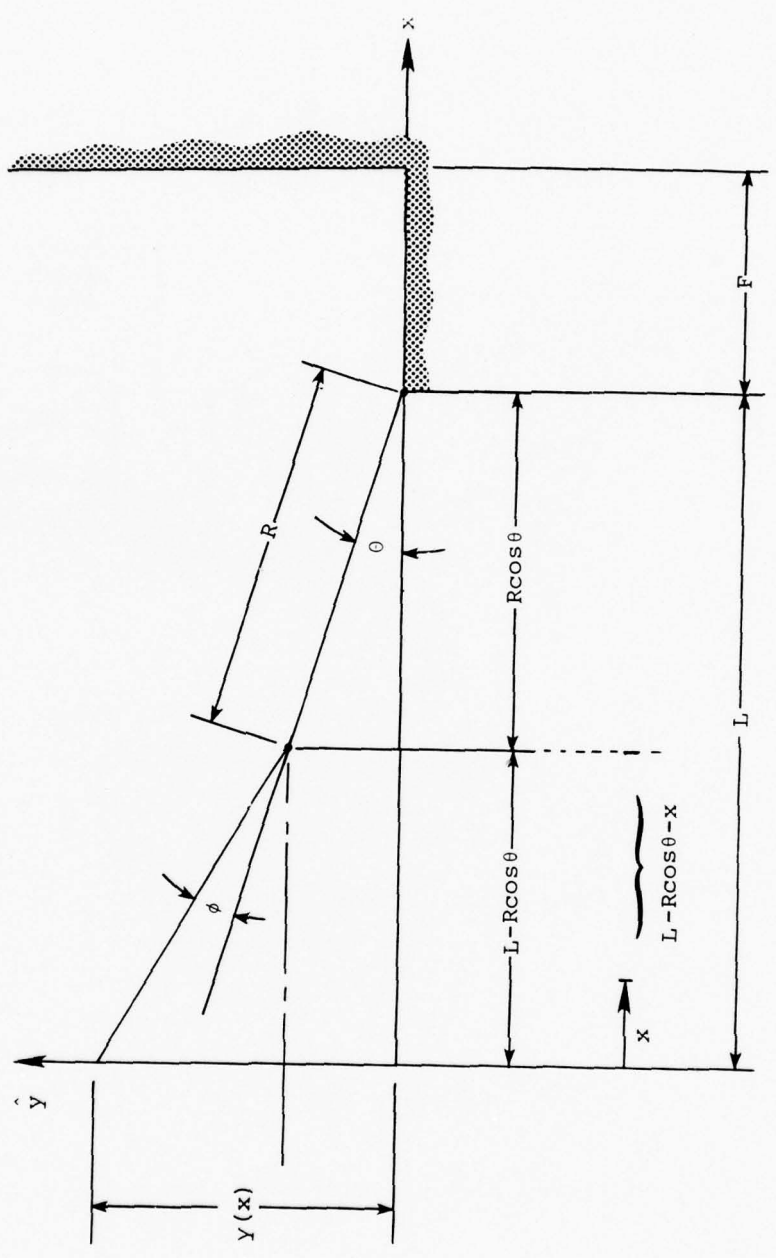 x
ŷ
R
θ
ϕ
Y(x)
Rcosθ
L-Rcosθ
F
L
x
L-Rcosθ-x